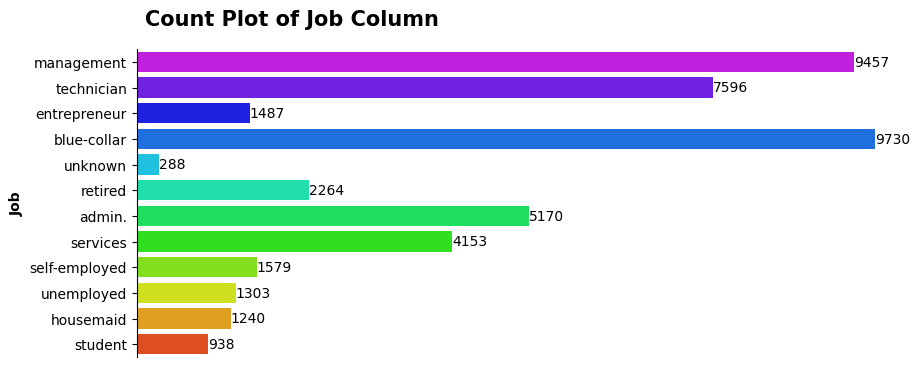 Count Plot of Job Column
management 9457
technician 7596
entrepreneur 1487
blue-collar 9730
unknown 288
retired 2264
Job
admin. 5170
services 4153
self-employed 1579
unemployed 1303
housemaid 1240
student 938